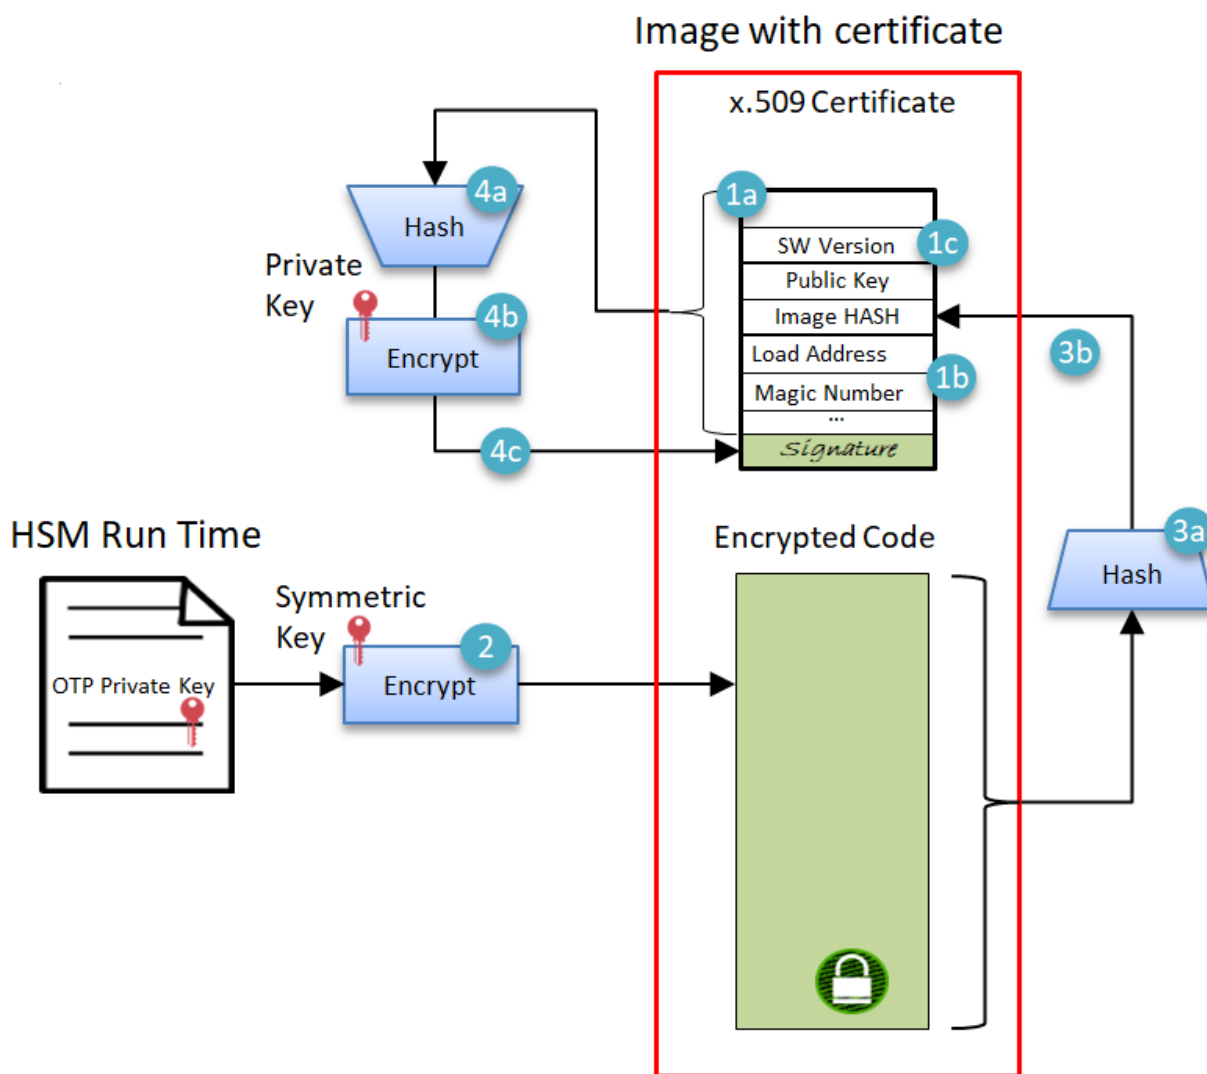 Image with certificate
x.509 Certificate
4a
Hash
1a
SW Version
1c
Public Key
Image HASH
Load Address
1b
Magic Number
...
Signature
Private
Key
4b
Encrypt
4c
3b
HSM Run Time
OTP Private Key
Symmetric
Key
2
Encrypt
Encrypted Code
3a
Hash